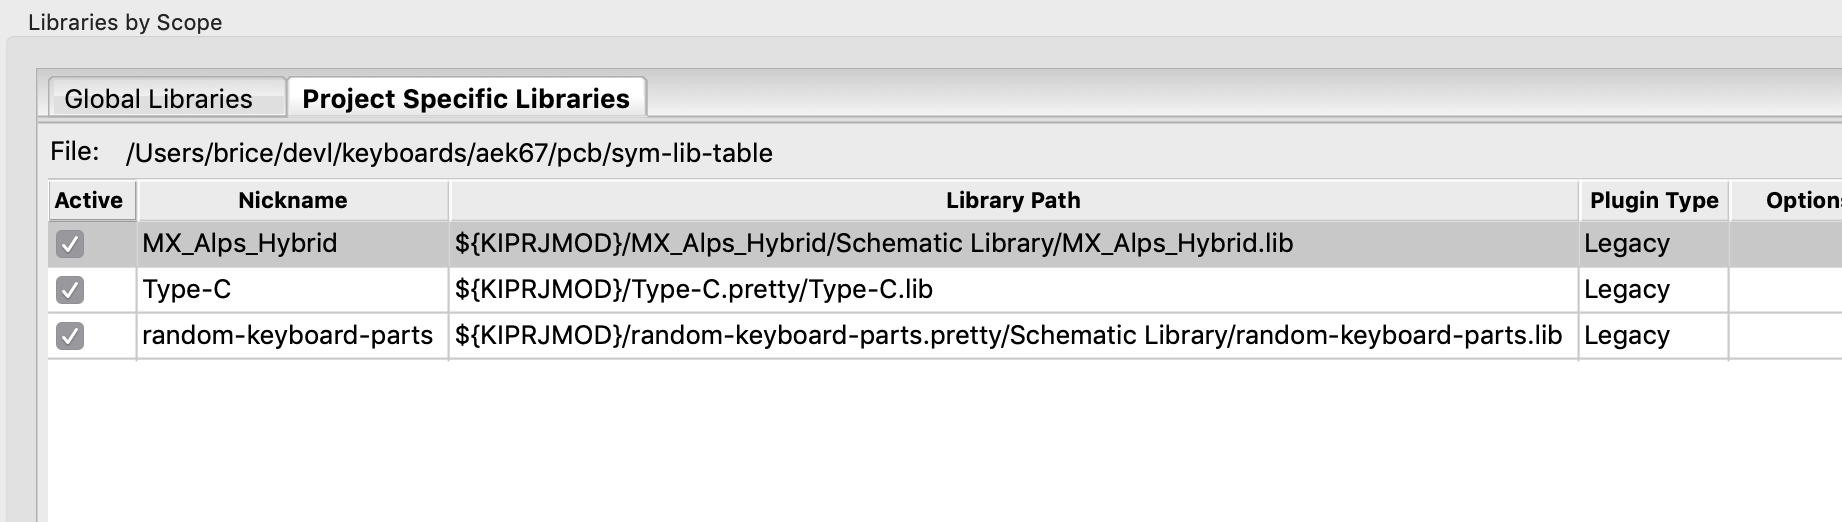 Libraries by Scope
Global Libraries Project Specific Libraries
File: /Users/brice/devl/keyboards/aek67/pcb/sym-lib-table
Active Nickname Library Path Plugin Type Options
MX_Alps_Hybrid ${KIPRJMOD}/MX_Alps_Hybrid/Schematic Library/MX_Alps_Hybrid.lib Legacy
Type-C ${KIPRJMOD}/Type-C.pretty/Type-C.lib Legacy
random-keyboard-parts ${KIPRJMOD}/random-keyboard-parts.pretty/Schematic Library/random-keyboard-parts.lib Legacy